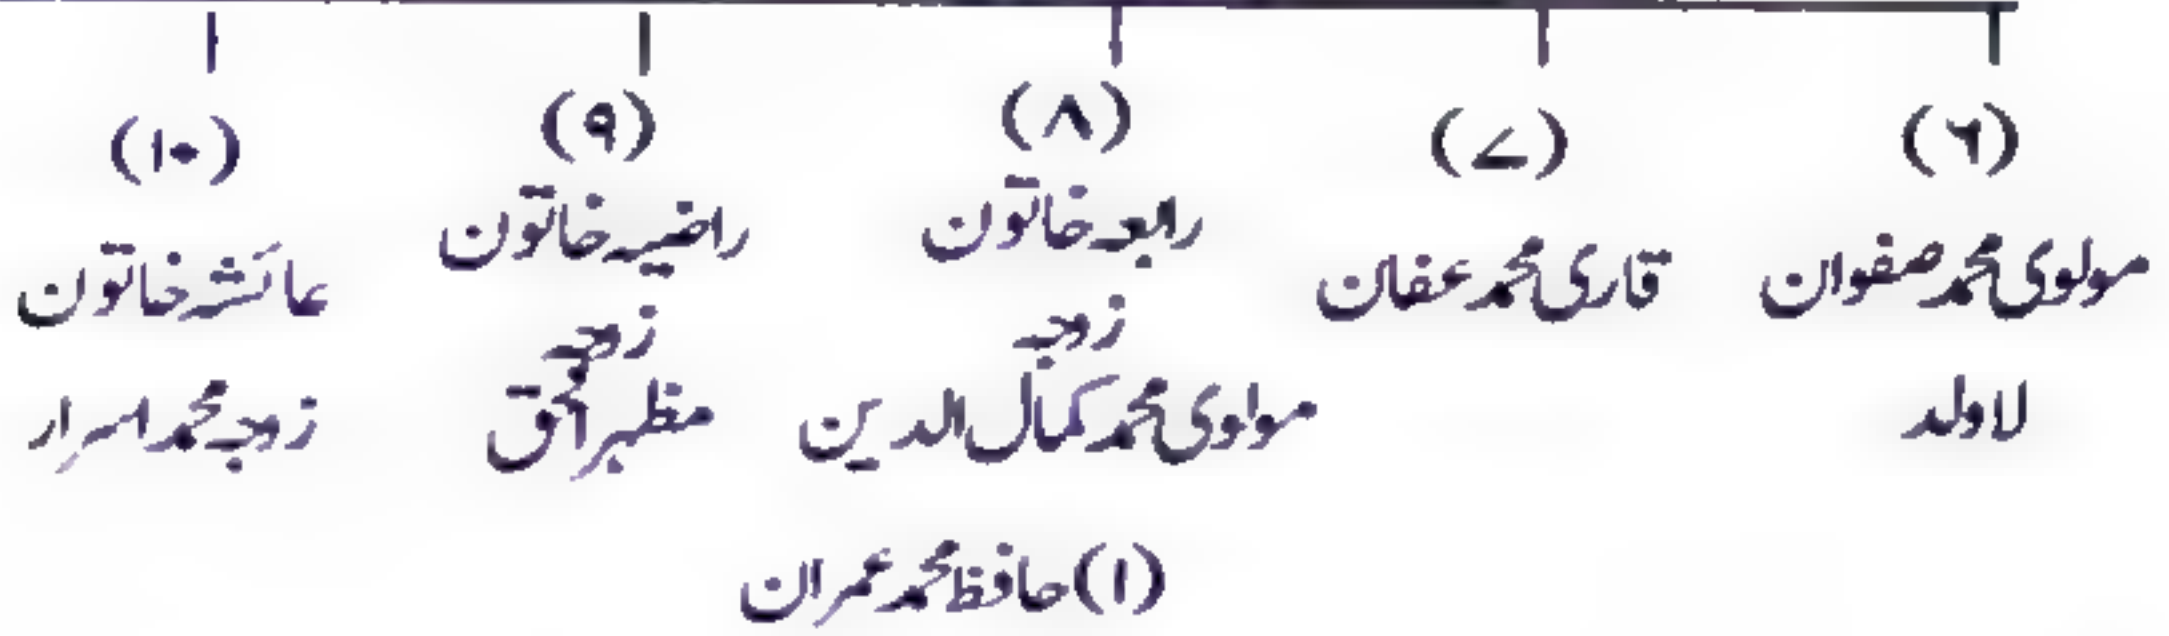 (۶)
مولوی محمد صفوان
لاولد
(۷)
قاری محمد عفان
(۸)
رابعہ خاتون
زوجہ
مولوی محمد کمال الدین
(۱) حافظ محمد عمران
(۹)
راضیہ خاتون
زوجہ
مظہر الحق
(۱۰)
عائشہ خاتون
زوجہ محمد اسرار